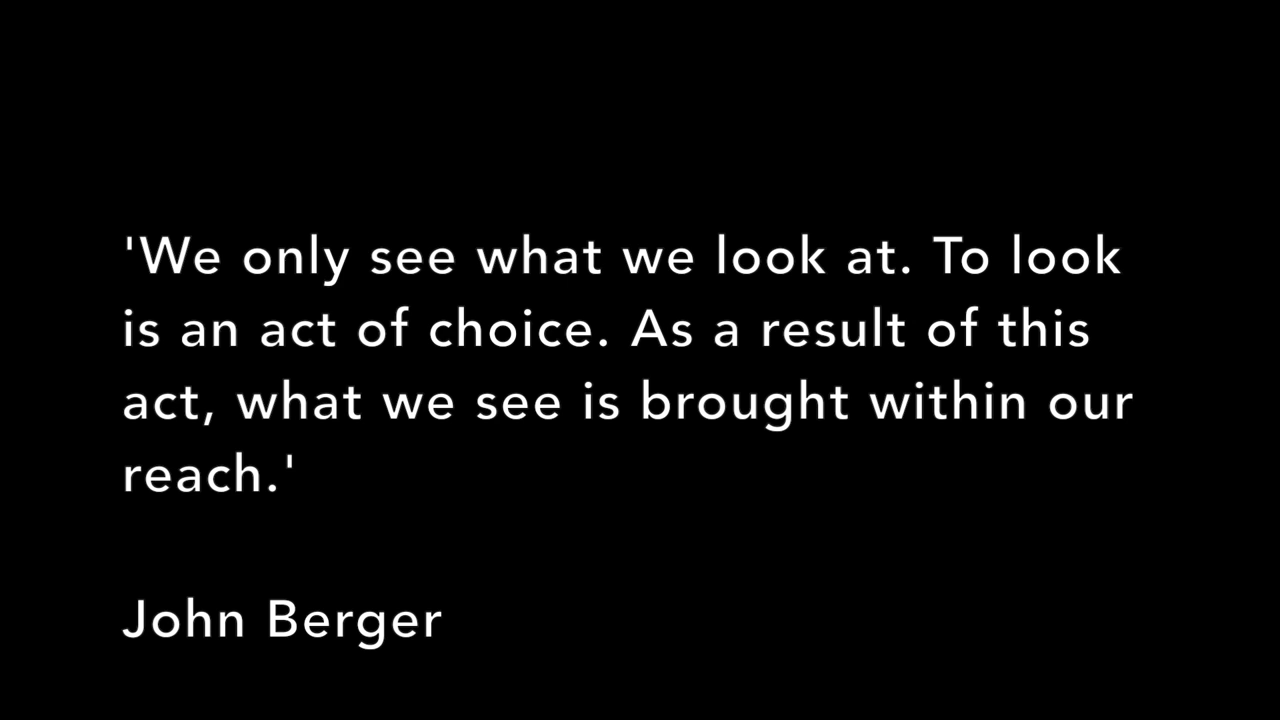 'We only see what we look at. To look
is an act of choice. As a result of this
act, what we see is brought within our
reach.'
John Berger